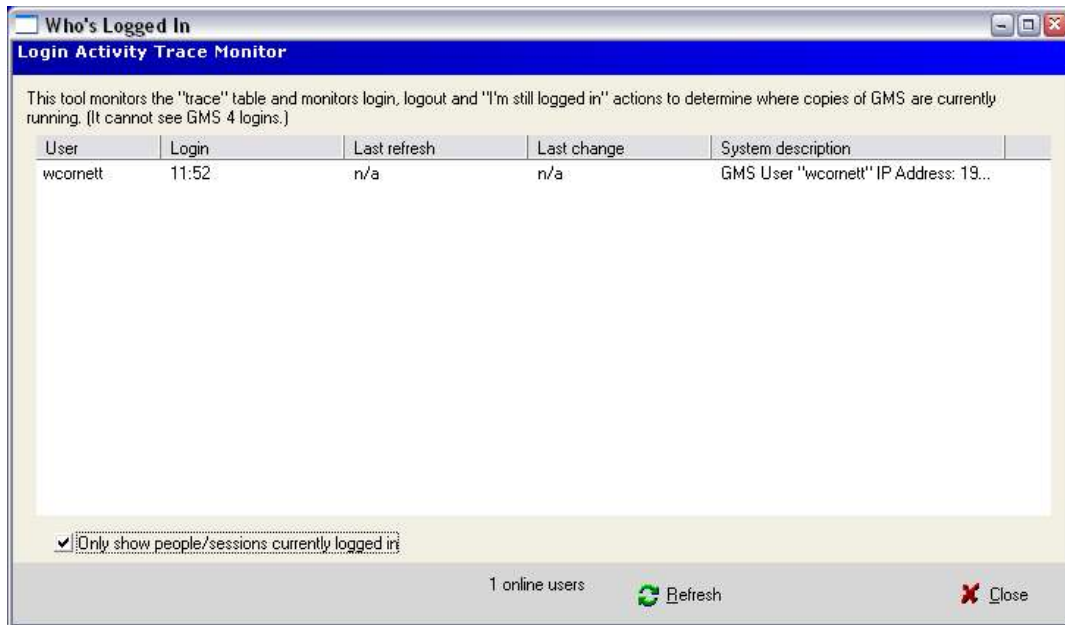 Who's Logged In
Login Activity Trace Monitor
This tool monitors the "trace" table and monitors login, logout and "I'm still logged in" actions to determine where copies of GMS are currently
running. (It cannot see GMS 4 logins.)
User Login Last refresh Last change System description
wcornett 11:52 n/a n/a GMS User "wcornett" IP Address: 19...
Only show people/sessions currently logged in
1 online users Refresh Close